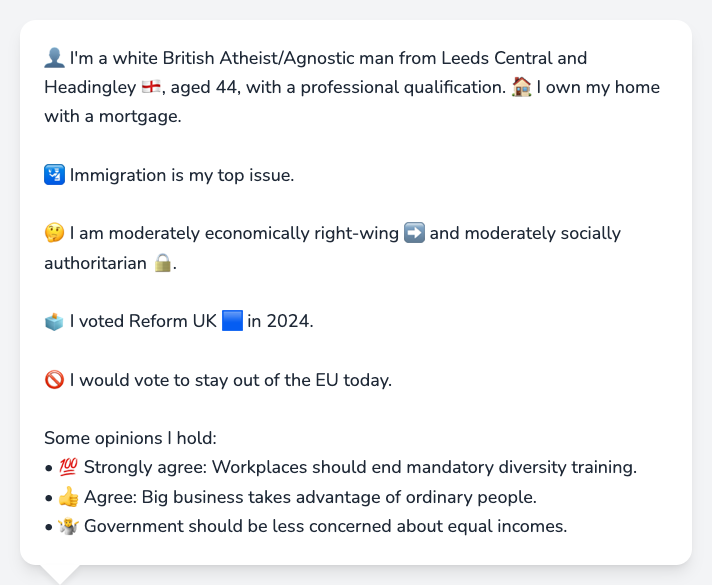 👤 I'm a white British Atheist/Agnostic man from Leeds Central and
Headingley 🏴󠁧󠁢󠁥󠁮󠁧󠁿, aged 44, with a professional qualification. 🏠 I own my home
with a mortgage.
🛂 Immigration is my top issue.
🤔 I am moderately economically right-wing ➡️ and moderately socially
authoritarian 🔒.
🗳️ I voted Reform UK 🟦 in 2024.
🚫 I would vote to stay out of the EU today.
Some opinions I hold:
• 💯 Strongly agree: Workplaces should end mandatory diversity training.
• 👍 Agree: Big business takes advantage of ordinary people.
• 🤷 Government should be less concerned about equal incomes.